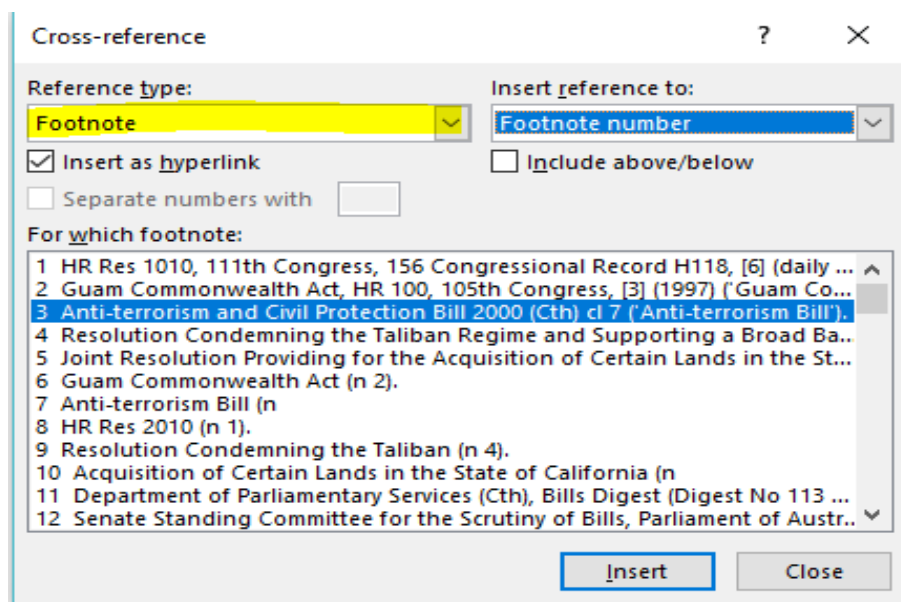 Cross-reference ?
Reference type: Insert reference to:
Footnote Footnote number
Insert as hyperlink Include above/below
Separate numbers with
For which footnote:
1 HR Res 1010, 111th Congress, 156 Congressional Record H118, [6] (daily ...
2 Guam Commonwealth Act, HR 100, 105th Congress, [3] (1997) ('Guam Co...
3 Anti-terrorism and Civil Protection Bill 2000 (Cth) cl 7 ('Anti-terrorism Bill').
4 Resolution Condemning the Taliban Regime and Supporting a Broad Ba..
5 Joint Resolution Providing for the Acquisition of Certain Lands in the St...
6 Guam Commonwealth Act (n 2).
7 Anti-terrorism Bill (n
8 HR Res 2010 (n 1).
9 Resolution Condemning the Taliban (n 4).
10 Acquisition of Certain Lands in the State of California (n
11 Department of Parliamentary Services (Cth), Bills Digest (Digest No 113 ...
12 Senate Standing Committee for the Scrutiny of Bills, Parliament of Austr..
Insert Close